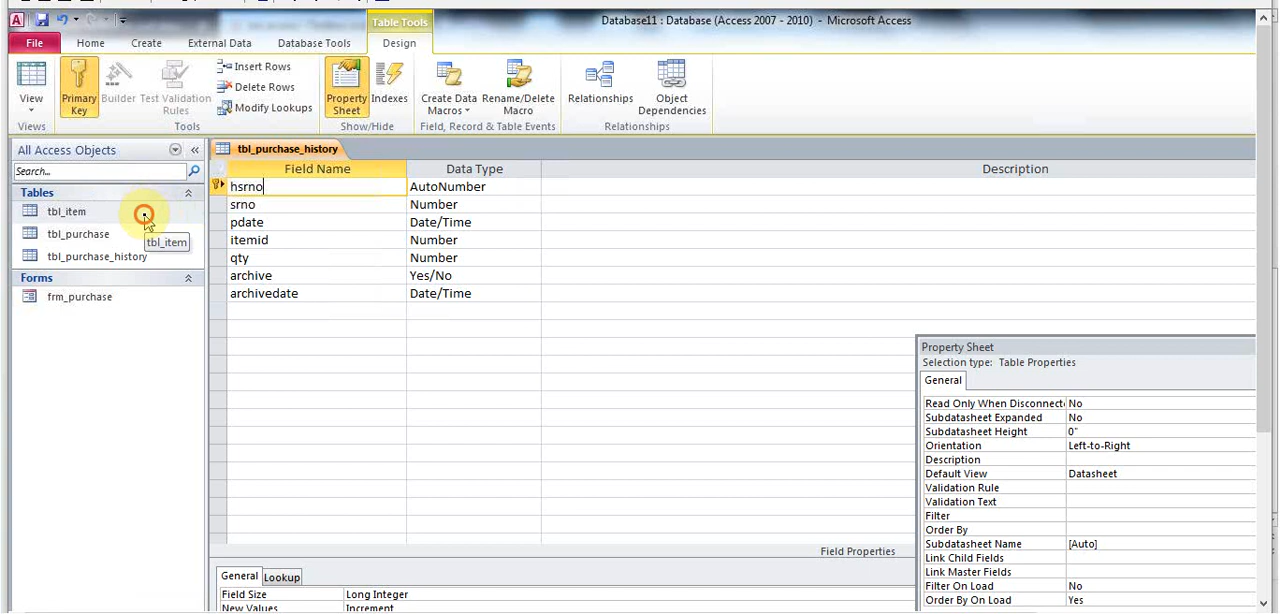 Database11 : Database (Access 2007 - 2010) - Microsoft Access
Table Tools
File Home Create External Data Database Tools Design
View
Views
Primary Key
Builder
Test Validation Rules
Insert Rows
Delete Rows
Modify Lookups
Tools
Property Sheet
Indexes
Show/Hide
Create Data Macros
Rename/Delete Macro
Field, Record & Table Events
Relationships
Object Dependencies
Relationships
All Access Objects
Search...
Tables
tbl_item
tbl_item
tbl_purchase
tbl_purchase_history
Forms
frm_purchase
tbl_purchase_history
Field Name Data Type Description
hsrno AutoNumber
srno Number
pdate Date/Time
itemid Number
qty Number
archive Yes/No
archivedate Date/Time
Field Properties
General Lookup
Field Size Long Integer
New Values Increment
Property Sheet
Selection type: Table Properties
General
Read Only When Disconnect No
Subdatasheet Expanded No
Subdatasheet Height 0"
Orientation Left-to-Right
Description
Default View Datasheet
Validation Rule
Validation Text
Filter
Order By
Subdatasheet Name [Auto]
Link Child Fields
Link Master Fields
Filter On Load No
Order By On Load Yes